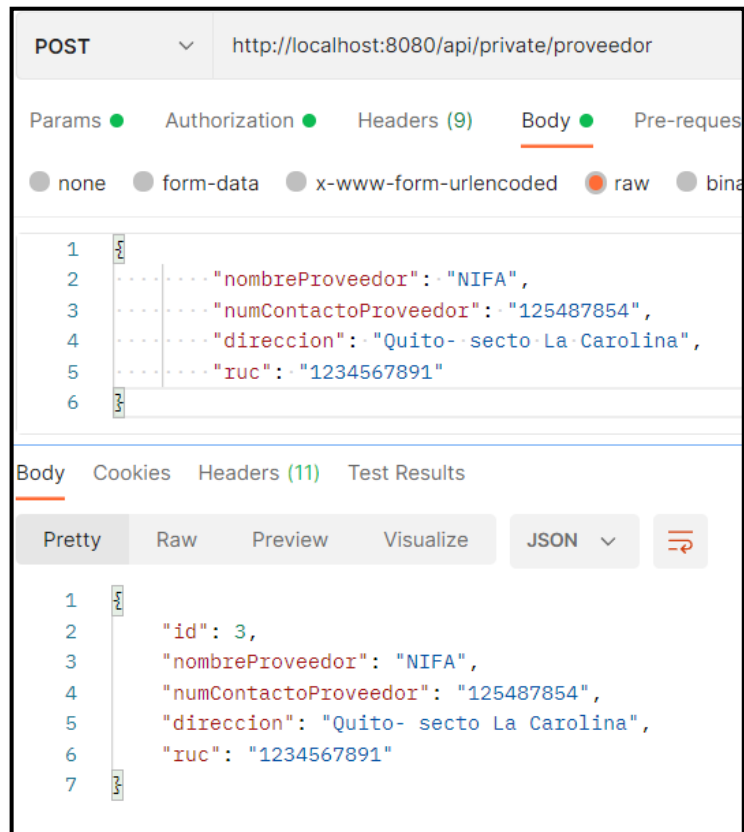 POST http://localhost:8080/api/private/proveedor
Params Authorization Headers (9) Body Pre-reques
none form-data x-www-form-urlencoded raw bina
1 {
2 "nombreProveedor": "NIFA",
3 "numContactoProveedor": "125487854",
4 "direccion": "Quito- secto La Carolina",
5 "ruc": "1234567891"
6 }
Body Cookies Headers (11) Test Results
Pretty Raw Preview Visualize JSON
1 {
2 "id": 3,
3 "nombreProveedor": "NIFA",
4 "numContactoProveedor": "125487854",
5 "direccion": "Quito- secto La Carolina",
6 "ruc": "1234567891"
7 }